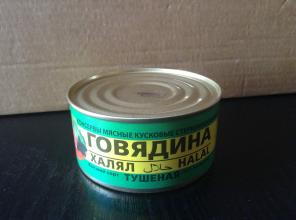 КОНСЕРВЫ МЯСНЫЕ КУСКОВЫЕ
ГОВЯДИНА
ХАЛЯЛ حلال HALAL
ТУШЕНАЯ